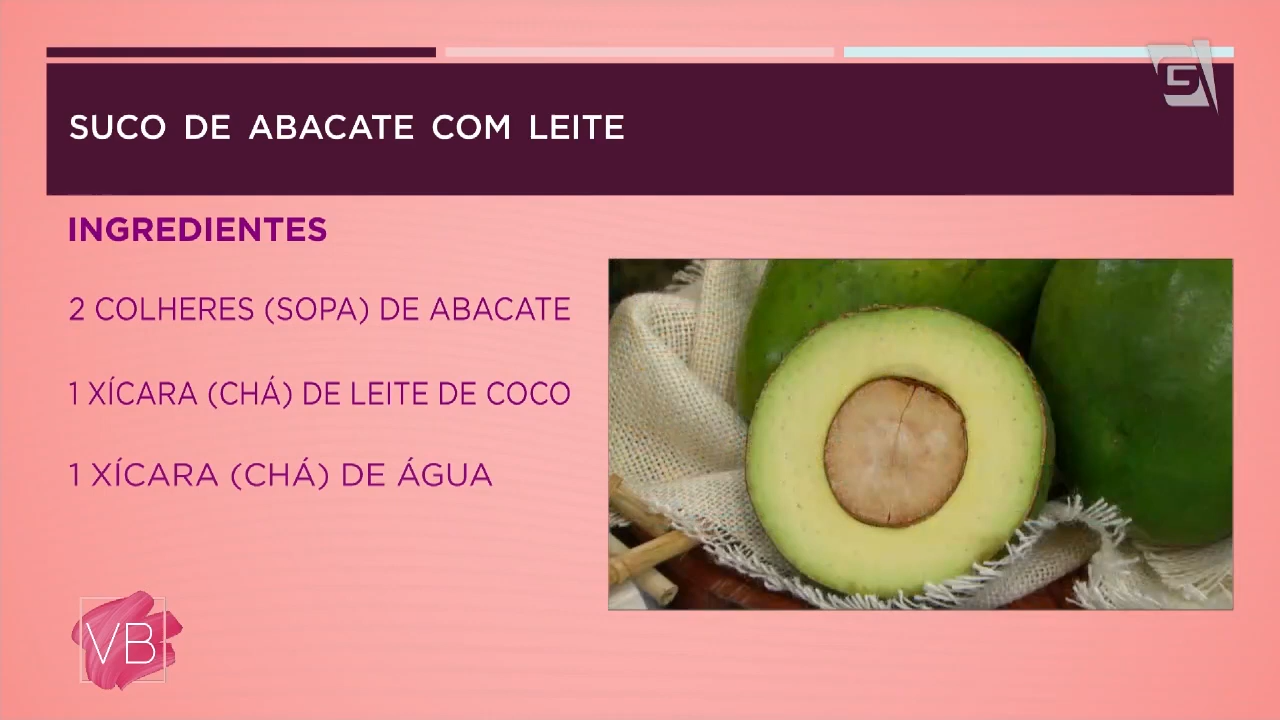 SUCO DE ABACATE COM LEITE
INGREDIENTES
2 COLHERES (SOPA) DE ABACATE
1 XÍCARA (CHÁ) DE LEITE DE COCO
1 XÍCARA (CHÁ) DE ÁGUA
VB